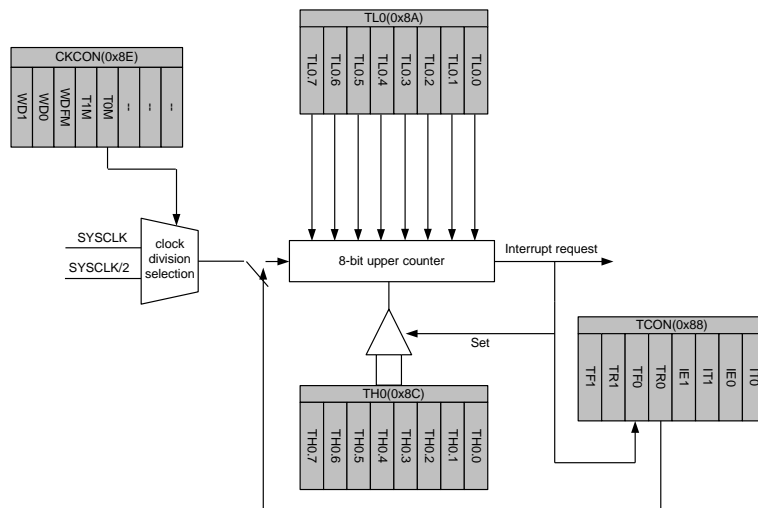 TL0(0x8A)
TL0.7
TL0.6
TL0.5
TL0.4
TL0.3
TL0.2
TL0.1
TL0.0
CKCON(0x8E)
WD1
WD0
WDFM
T1M
T0M
--
--
--
SYSCLK
SYSCLK/2
clock
division
selection
8-bit upper counter
Interrupt request
Set
TCON(0x88)
TF1
TR1
TF0
TR0
IE1
IT1
IE0
IT0
TH0(0x8C)
TH0.7
TH0.6
TH0.5
TH0.4
TH0.3
TH0.2
TH0.1
TH0.0